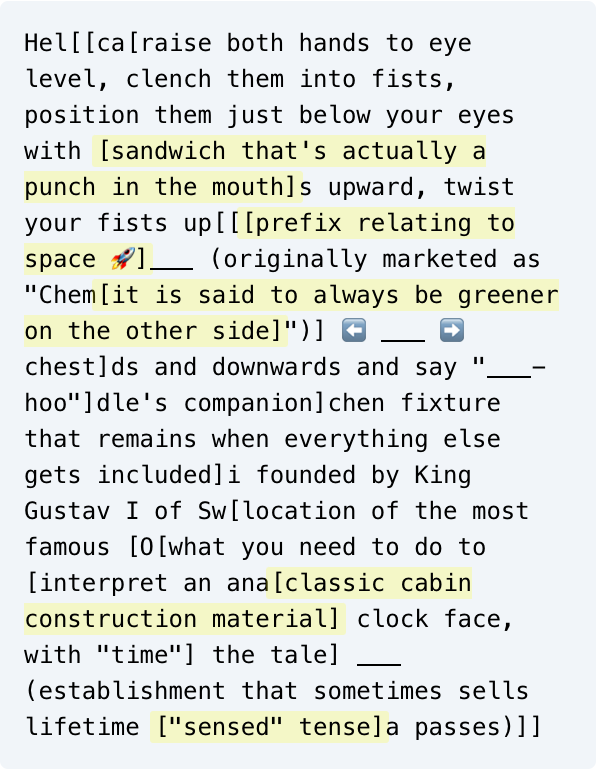 Hel[[ca[raise both hands to eye
level, clench them into fists,
position them just below your eyes
with [sandwich that's actually a
punch in the mouth]s upward, twist
your fists up[[[prefix relating to
space 🚀]___ (originally marketed as
"Chem[it is said to always be greener
on the other side]")] ⬅️ ___ ➡️
chest]ds and downwards and say "___-
hoo"]dle's companion]chen fixture
that remains when everything else
gets included]i founded by King
Gustav I of Sw[location of the most
famous [O[what you need to do to
[interpret an ana[classic cabin
construction material] clock face,
with "time"] the tale] ___
(establishment that sometimes sells
lifetime ["sensed" tense]a passes)]]